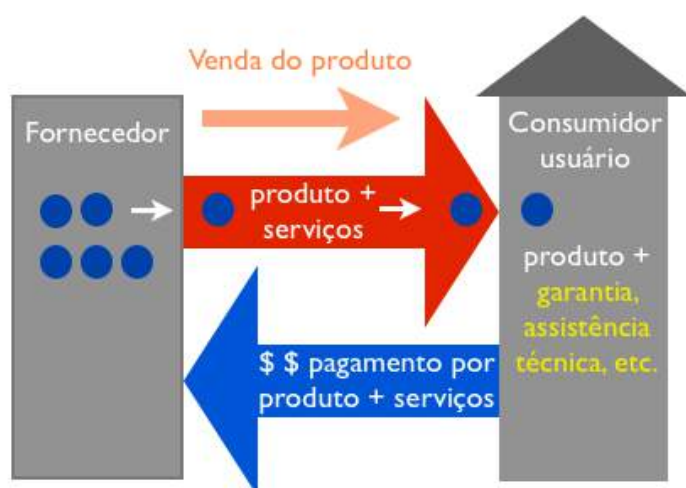 Venda do produto
Fornecedor
produto +
serviços
Consumidor
usuário
produto +
garantia,
assistência
técnica, etc.
$ $ pagamento por
produto + serviços